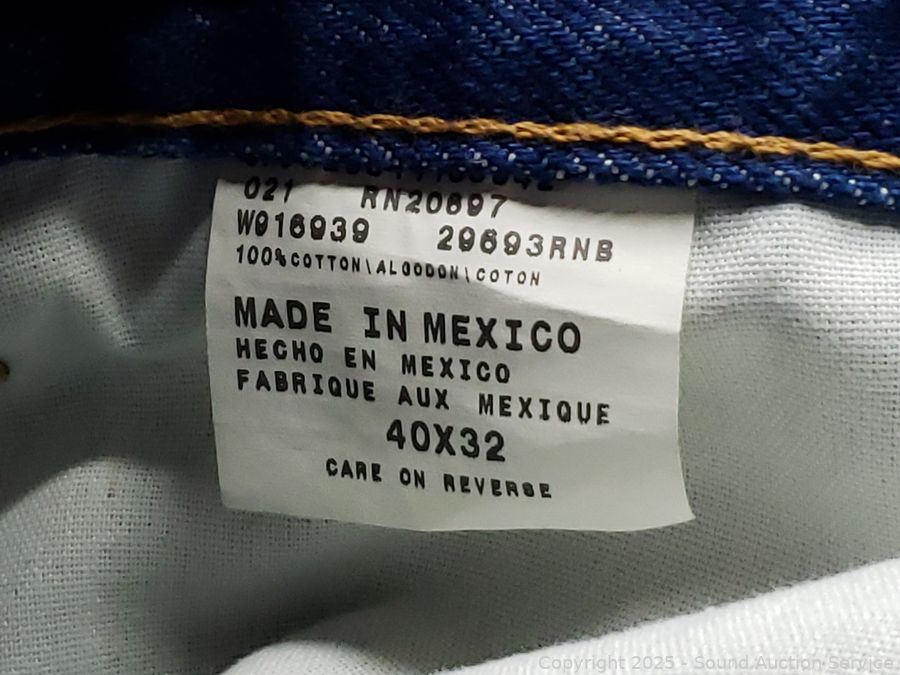 021 RN20697
W016939 29693RNB
100%COTTON\ALGODON\COTON
MADE IN MEXICO
HECHO EN MEXICO
FABRIQUE AUX MEXIQUE
40X32
CARE ON REVERSE
Copyright 2025 - Sound Auction Service